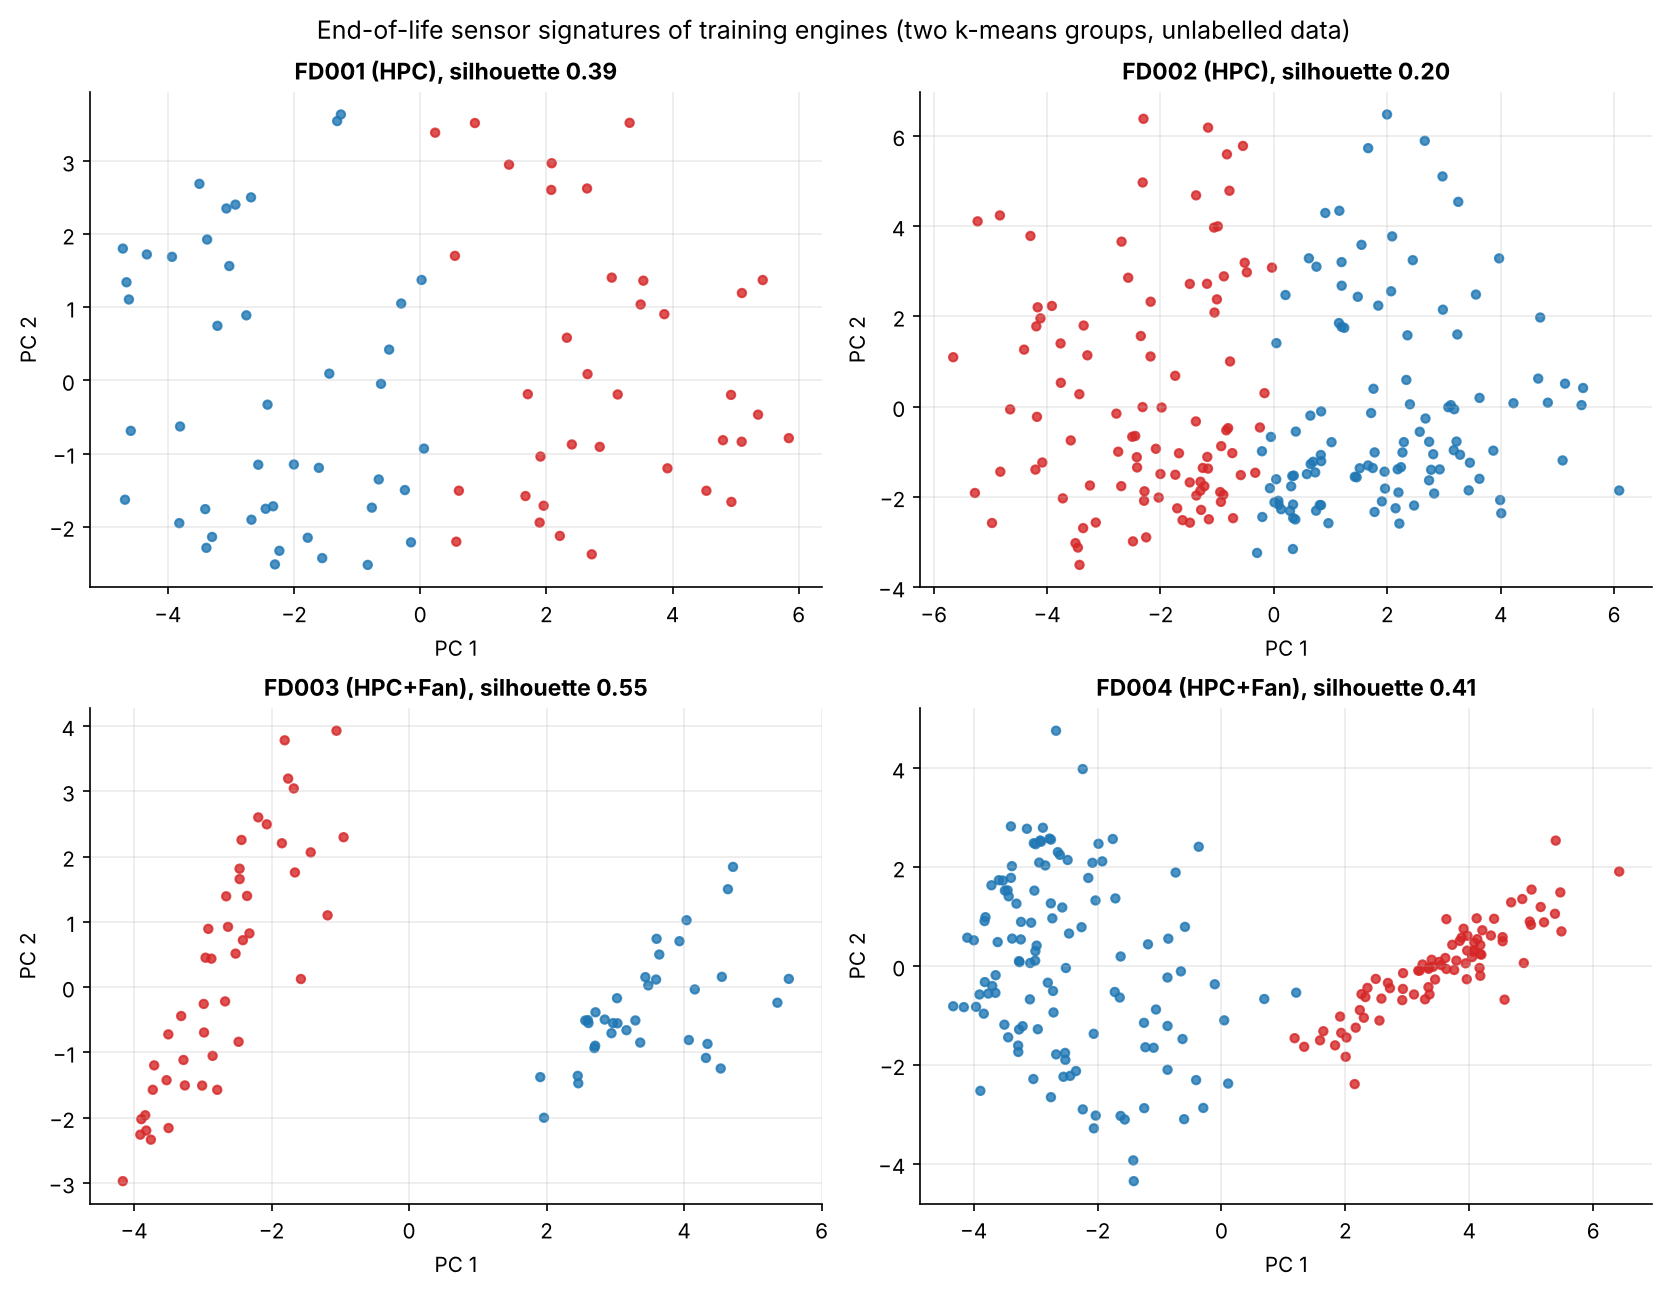 End-of-life sensor signatures of training engines (two k-means groups, unlabelled data)
FD001 (HPC), silhouette 0.39
3
2
1
0
−1
−2
PC 2
−4 −2 0 2 4 6
PC 1
FD002 (HPC), silhouette 0.20
6
4
2
0
−2
−4
PC 2
−6 −4 −2 0 2 4 6
PC 1
FD003 (HPC+Fan), silhouette 0.55
4
3
2
1
0
−1
−2
−3
PC 2
−4 −2 0 2 4 6
PC 1
FD004 (HPC+Fan), silhouette 0.41
4
2
0
−2
−4
PC 2
−4 −2 0 2 4 6
PC 1